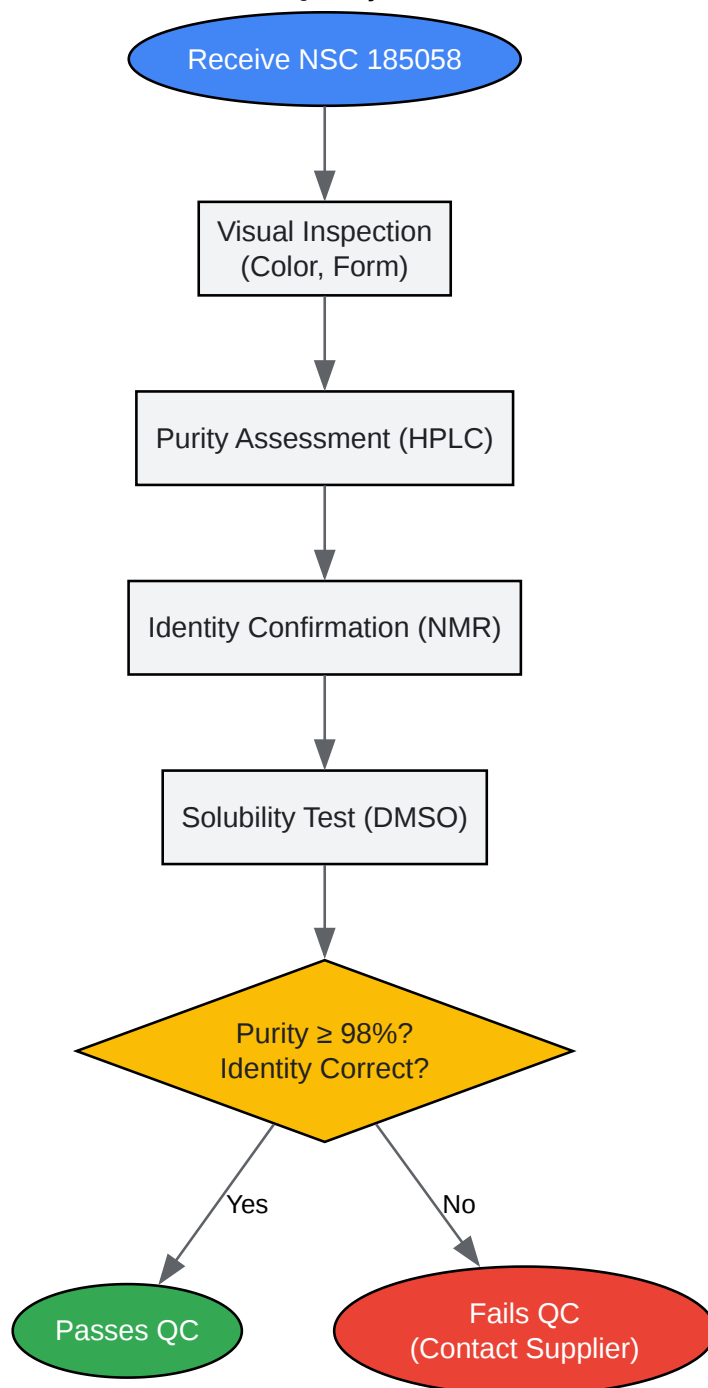 Receive NSC 185058
Visual Inspection
(Color, Form)
Purity Assessment (HPLC)
Identity Confirmation (NMR)
Solubility Test (DMSO)
Purity ≥ 98%?
Identity Correct?
Yes
No
Passes QC
Fails QC
(Contact Supplier)